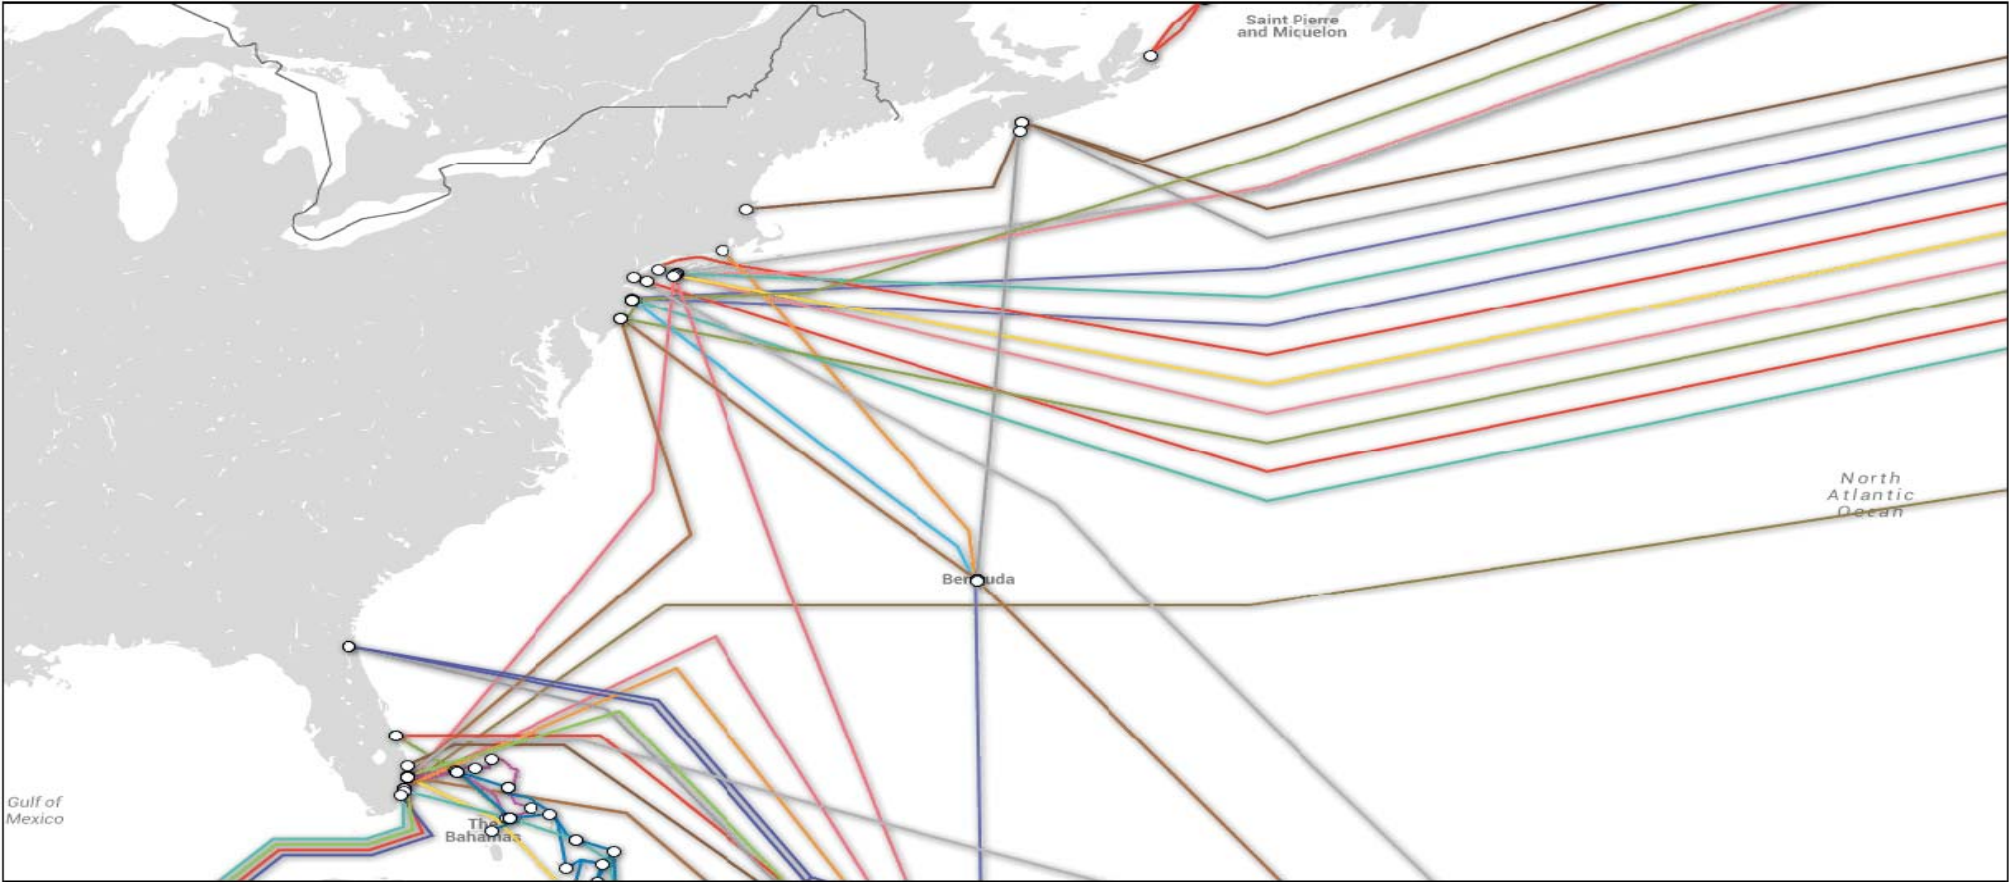 Saint Pierre
and Micuelon
North
Atlantic
Ocean
Bermuda
Gulf of
Mexico
The
Bahamas